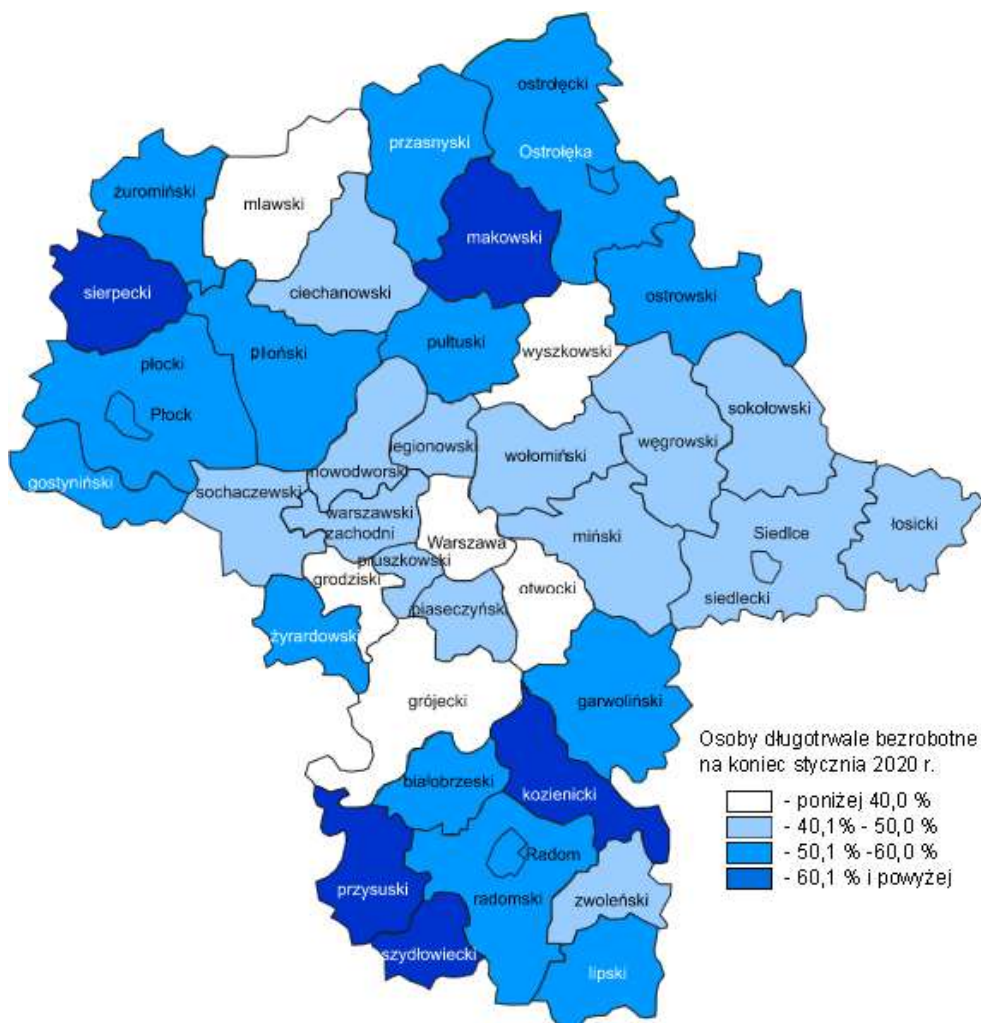 ostrołęcki
przasnyski
Ostrołęka
żuromiński
mlawski
makowski
sierpecki
ciechanowski
ostrowski
płoński
pułtuski
wyszkowski
płocki
Płock
sokołowski
węgrowski
legionowski
wołomiński
nowodworski
gostyniński
sochaczewski
warszawski
zachodni
Warszawa
miński
Siedlce
łosicki
pruszkowski
grodziski
otwocki
siedlecki
piaseczyński
żyrardowski
grójecki
garwoliński
Osoby długotrwale bezrobotne
na koniec stycznia 2020 r.
- poniżej 40,0 %
- 40,1% - 50,0 %
- 50,1 % -60,0 %
- 60,1 % i powyżej
białobrzeski
kozienicki
Radom
przysuski
radomski
zwoleński
szydłowiecki
lipski